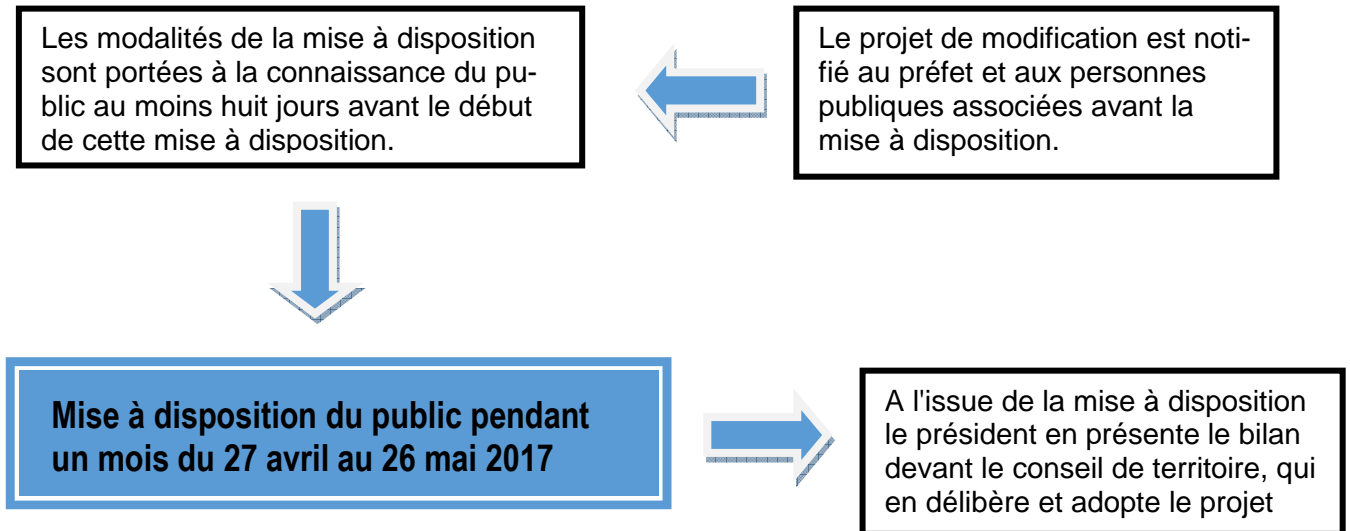 Les modalités de la mise à disposition
sont portées à la connaissance du pu-
blic au moins huit jours avant le début
de cette mise à disposition.
Le projet de modification est noti-
fié au préfet et aux personnes
publiques associées avant la
mise à disposition.
Mise à disposition du public pendant
un mois du 27 avril au 26 mai 2017
A l'issue de la mise à disposition
le président en présente le bilan
devant le conseil de territoire, qui
en délibère et adopte le projet